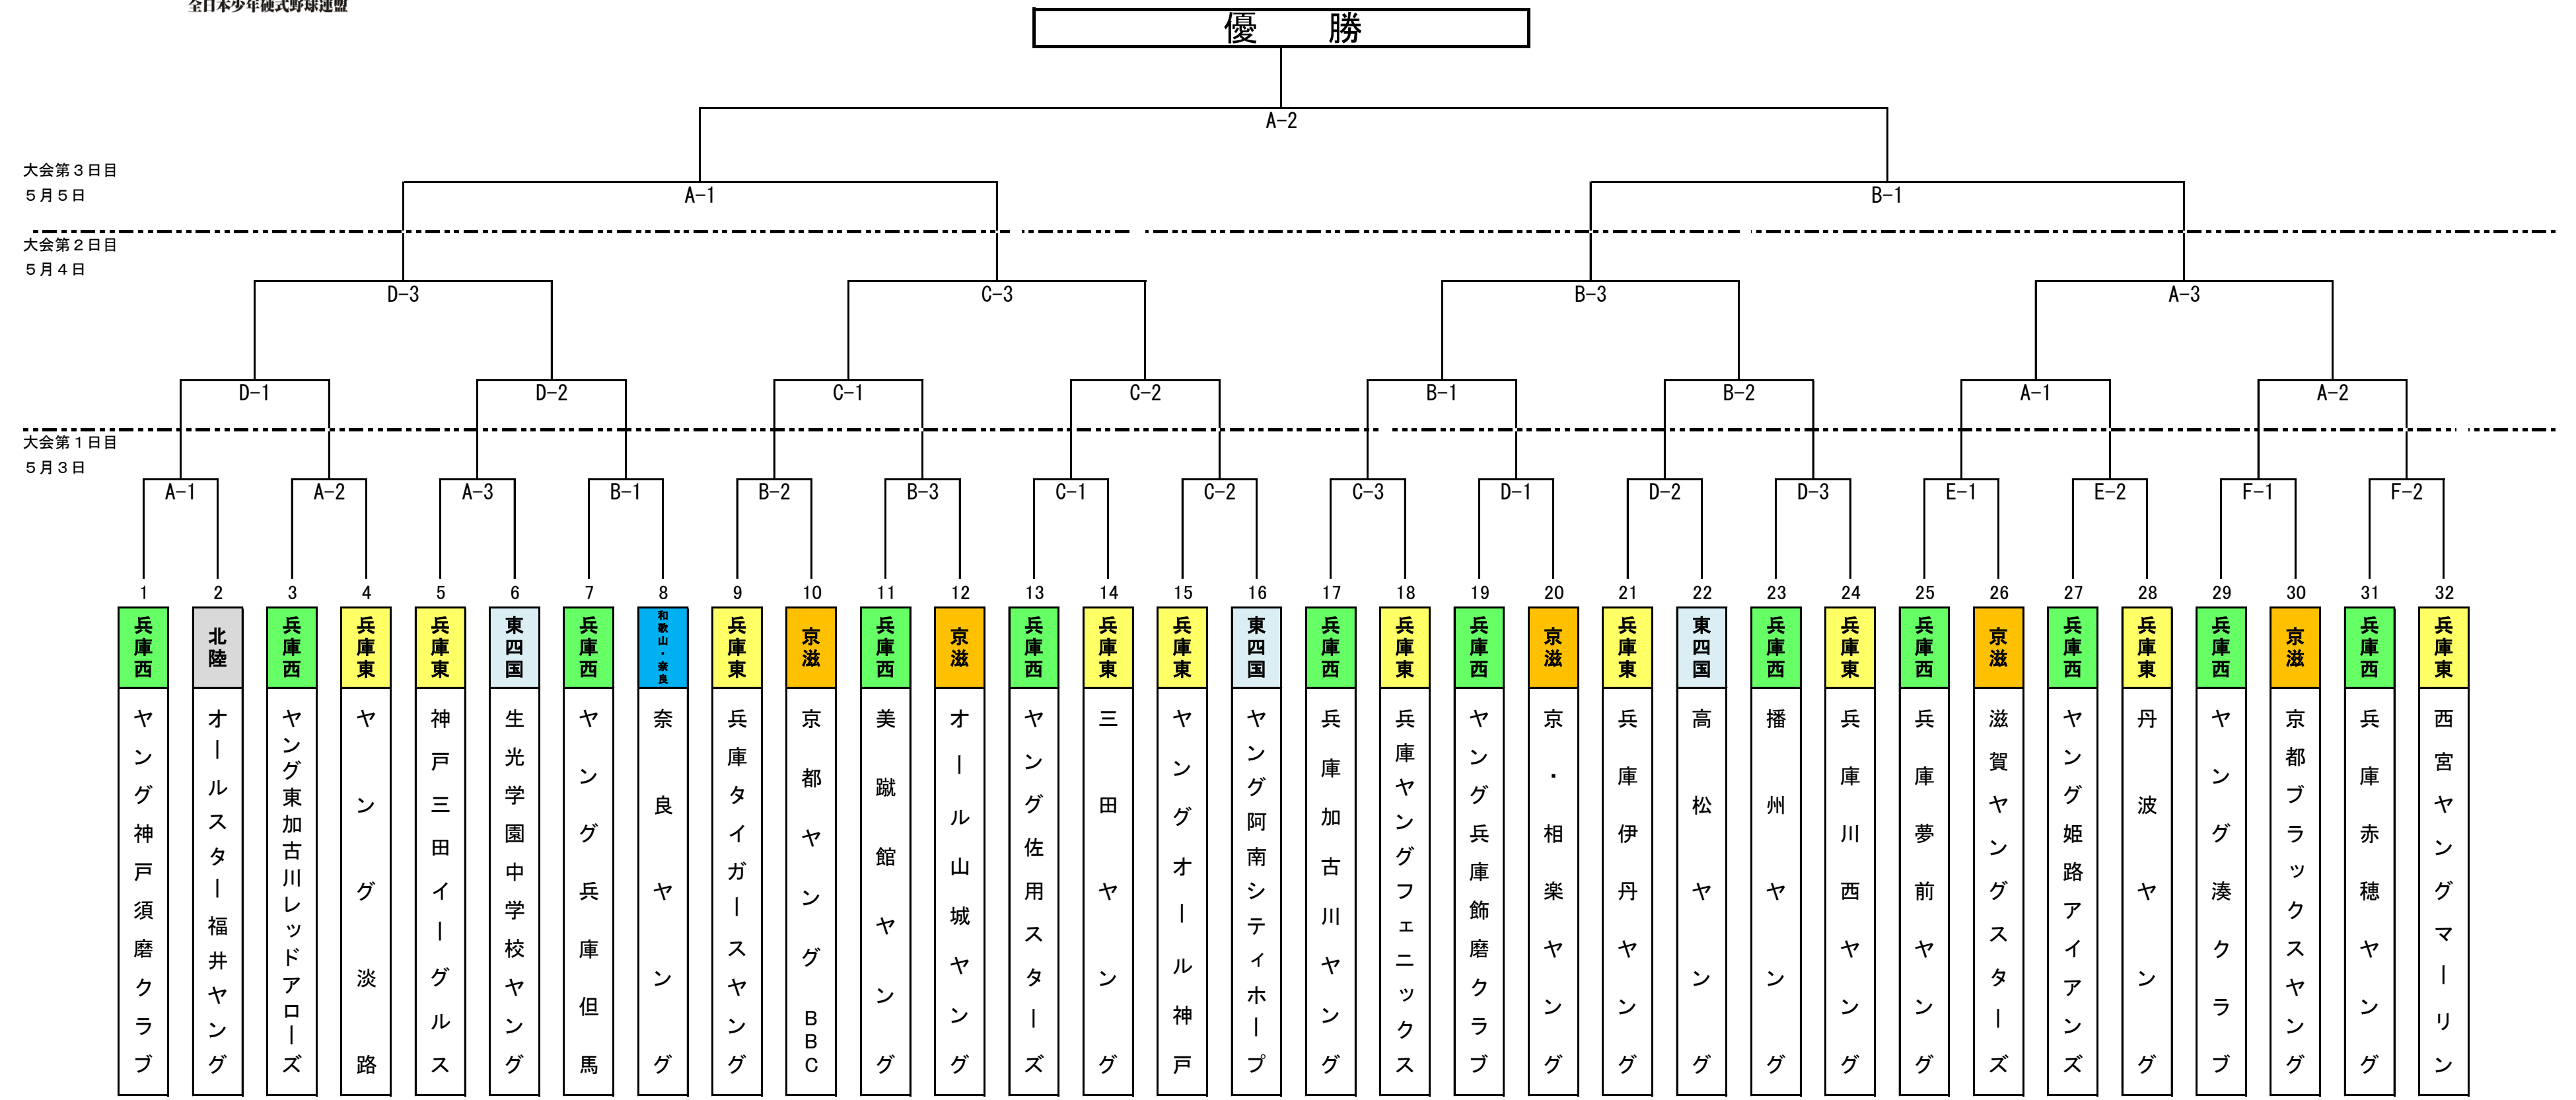 全日本少年硬式野球連盟
優　勝
A-2
大会第３日目
５月５日
A-1 B-1
大会第２日目
５月４日
D-3 C-3 B-3 A-3
D-1 D-2 C-1 C-2 B-1 B-2 A-1 A-2
大会第１日目
５月３日
A-1 A-2 A-3 B-1 B-2 B-3 C-1 C-2 C-3 D-1 D-2 D-3 E-1 E-2 F-1 F-2
1 兵庫西 ヤング神戸須磨クラブ
2 北陸 オールスター福井ヤング
3 兵庫西 ヤング東加古川レッドアローズ
4 兵庫東 ヤング淡路
5 兵庫東 神戸三田イーグルス
6 東四国 生光学園中学校ヤング
7 兵庫西 ヤング兵庫但馬
8 和歌山・奈良 奈良ヤング
9 兵庫東 兵庫タイガースヤング
10 京滋 京都ヤングBBC
11 兵庫西 美蹴館ヤング
12 京滋 オール山城ヤング
13 兵庫西 ヤング佐用スターズ
14 兵庫東 三田ヤング
15 兵庫東 ヤングオール神戸
16 東四国 ヤング阿南シティホープ
17 兵庫西 兵庫加古川ヤング
18 兵庫東 兵庫ヤングフェニックス
19 兵庫西 ヤング兵庫飾磨クラブ
20 京滋 京・相楽ヤング
21 兵庫東 兵庫伊丹ヤング
22 東四国 高松ヤング
23 兵庫西 播州ヤング
24 兵庫東 兵庫川西ヤング
25 兵庫西 兵庫夢前ヤング
26 京滋 滋賀ヤングスターズ
27 兵庫西 ヤング姫路アイアンズ
28 兵庫東 丹波ヤング
29 兵庫西 ヤング湊クラブ
30 京滋 京都ブラックスヤング
31 兵庫西 兵庫赤穂ヤング
32 兵庫東 西宮ヤングマーリン